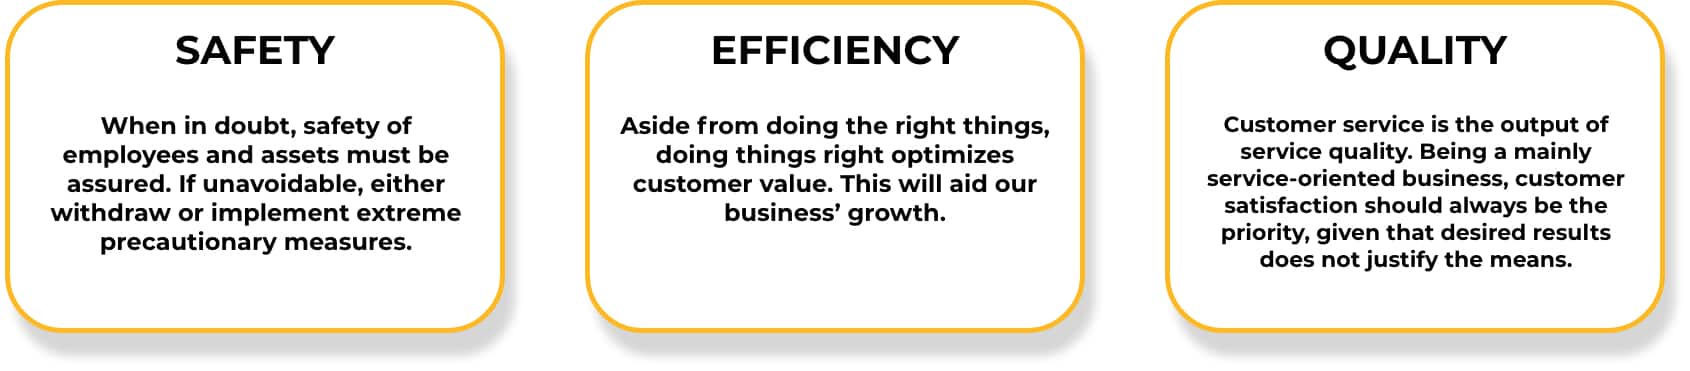 SAFETY
When in doubt, safety of
employees and assets must be
assured. If unavoidable, either
withdraw or implement extreme
precautionary measures.
EFFICIENCY
Aside from doing the right things,
doing things right optimizes
customer value. This will aid our
business’ growth.
QUALITY
Customer service is the output of
service quality. Being a mainly
service-oriented business, customer
satisfaction should always be the
priority, given that desired results
does not justify the means.